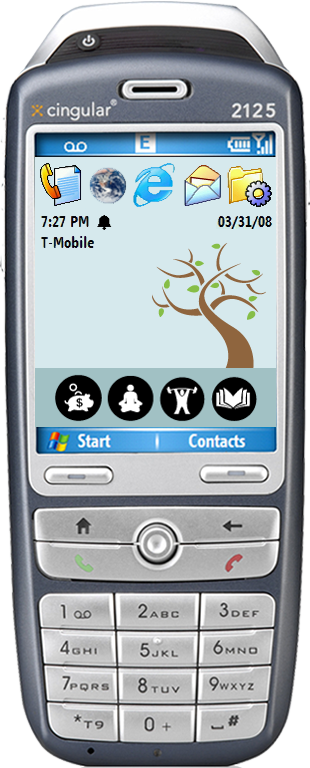 cingular®
2125
E
7:27 PM 03/31/08
T-Mobile
$
Start Contacts
1
2ABC
3DEF
4GHI
5JKL
6MNO
7PQRS
8TUV
9WXYZ
*T9
0 +
#